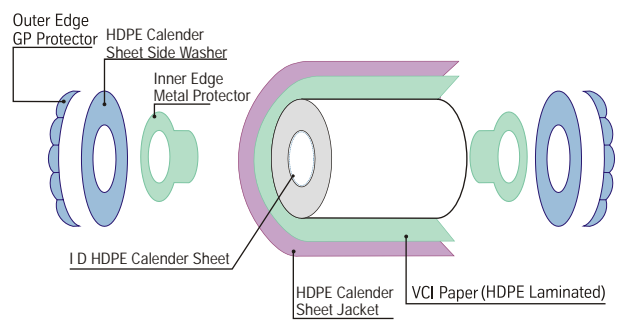 Outer Edge
GP Protector
HDPE Calender
Sheet Side Washer
Inner Edge
Metal Protector
I D HDPE Calender Sheet
HDPE Calender
Sheet Jacket
VCI Paper (HDPE Laminated)